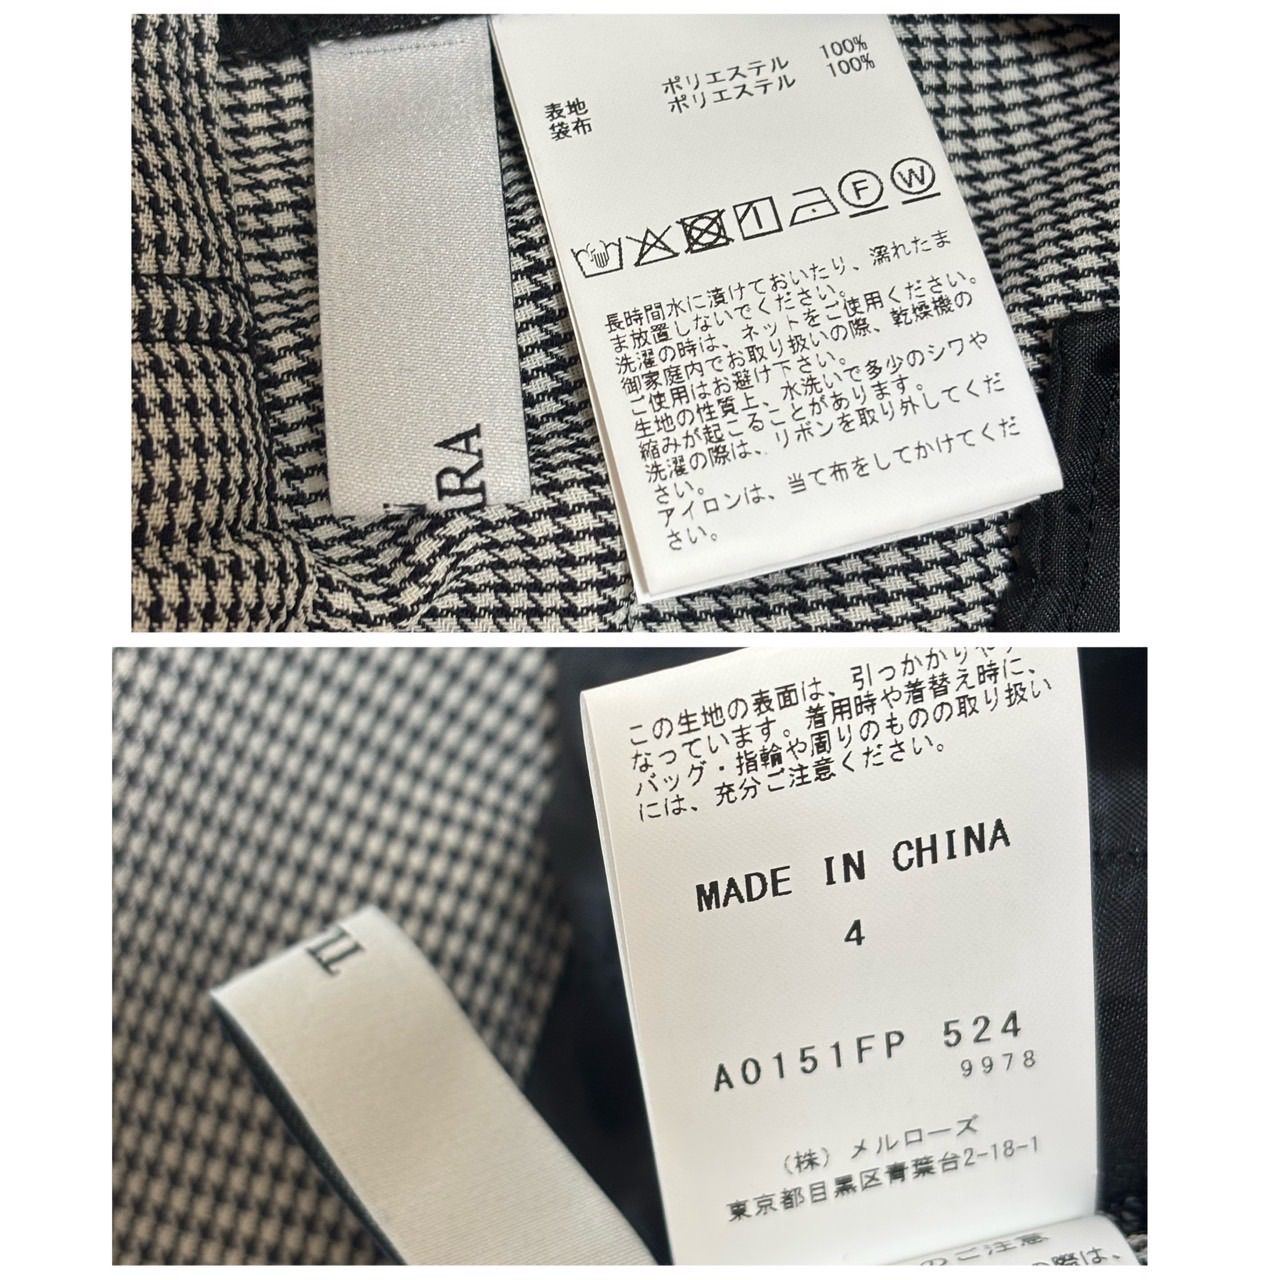 表地 ポリエステル 100%
袋布 ポリエステル 100%
F W
長時間水に漬けておいたり、濡れたま
ま放置しないでください。
洗濯の時は、ネットをご使用ください。
御家庭内でお取り扱いの際、乾燥機の
ご使用はお避け下さい。
生地の性質上、水洗いで多少のシワや
縮みが起こることがあります。
洗濯の際は、リボンを取り外してくだ
さい。
アイロンは、当て布をしてかけてくだ
さい。
この生地の表面は、引っかかりや
なっています。着用時や着替え時に、
バッグ・指輪や周りのものの取り扱い
には、充分ご注意ください。
MADE IN CHINA
4
A0151FP 524
9978
(株) メルローズ
東京都目黒区青葉台2-18-1
のご注意
の際は、